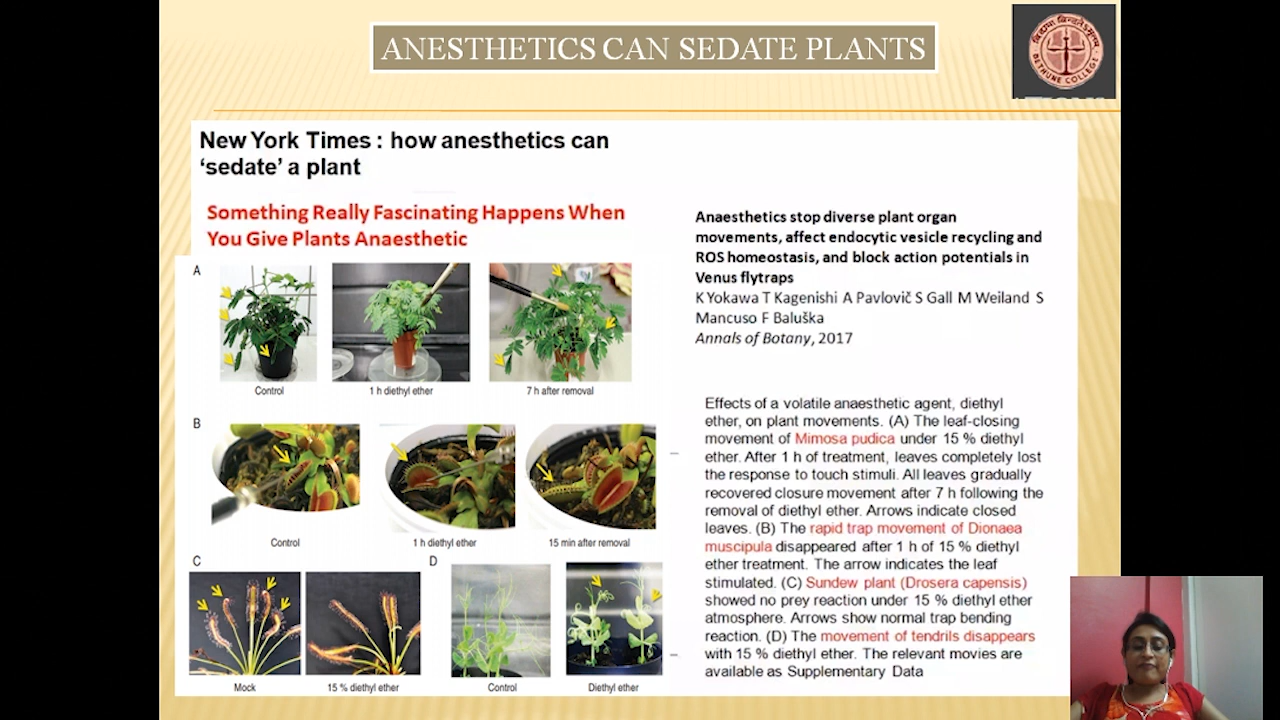 ANESTHETICS CAN SEDATE PLANTS
BETHUNE COLLEGE
New York Times : how anesthetics can
‘sedate’ a plant
Something Really Fascinating Happens When
You Give Plants Anaesthetic
A
Control
1 h diethyl ether
7 h after removal
B
Control
1 h diethyl ether
15 min after removal
C
Mock
15 % diethyl ether
D
Control
Diethyl ether
Anaesthetics stop diverse plant organ
movements, affect endocytic vesicle recycling and
ROS homeostasis, and block action potentials in
Venus flytraps
K Yokawa T Kagenishi A Pavlovič S Gall M Weiland S
Mancuso F Baluška
Annals of Botany, 2017
Effects of a volatile anaesthetic agent, diethyl
ether, on plant movements. (A) The leaf-closing
movement of Mimosa pudica under 15 % diethyl
ether. After 1 h of treatment, leaves completely lost
the response to touch stimuli. All leaves gradually
recovered closure movement after 7 h following the
removal of diethyl ether. Arrows indicate closed
leaves. (B) The rapid trap movement of Dionaea
muscipula disappeared after 1 h of 15 % diethyl
ether treatment. The arrow indicates the leaf
stimulated. (C) Sundew plant (Drosera capensis)
showed no prey reaction under 15 % diethyl ether
atmosphere. Arrows show normal trap bending
reaction. (D) The movement of tendrils disappears
with 15 % diethyl ether. The relevant movies are
available as Supplementary Data